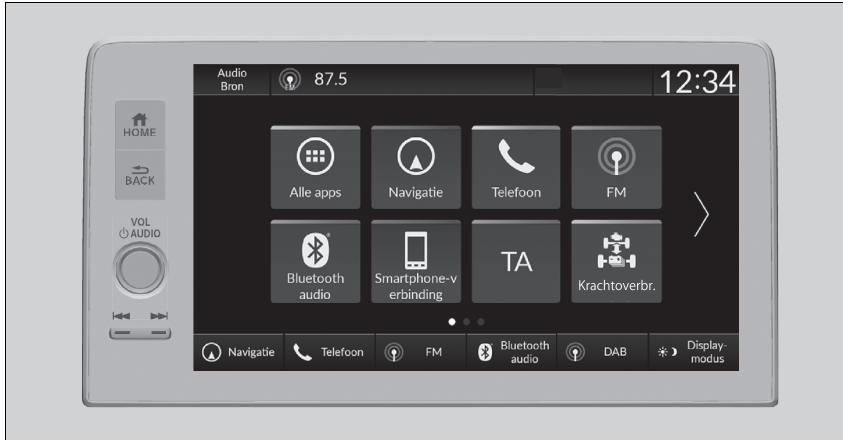 Audio
Bron
FM
87.5
12:34
HOME
BACK
VOL
AUDIO
Alle apps
Navigatie
Telefoon
FM
Bluetooth
audio
Smartphone-v
erbinding
TA
Krachtoverbr.
Navigatie
Telefoon
FM
Bluetooth
audio
DAB
Display-
modus